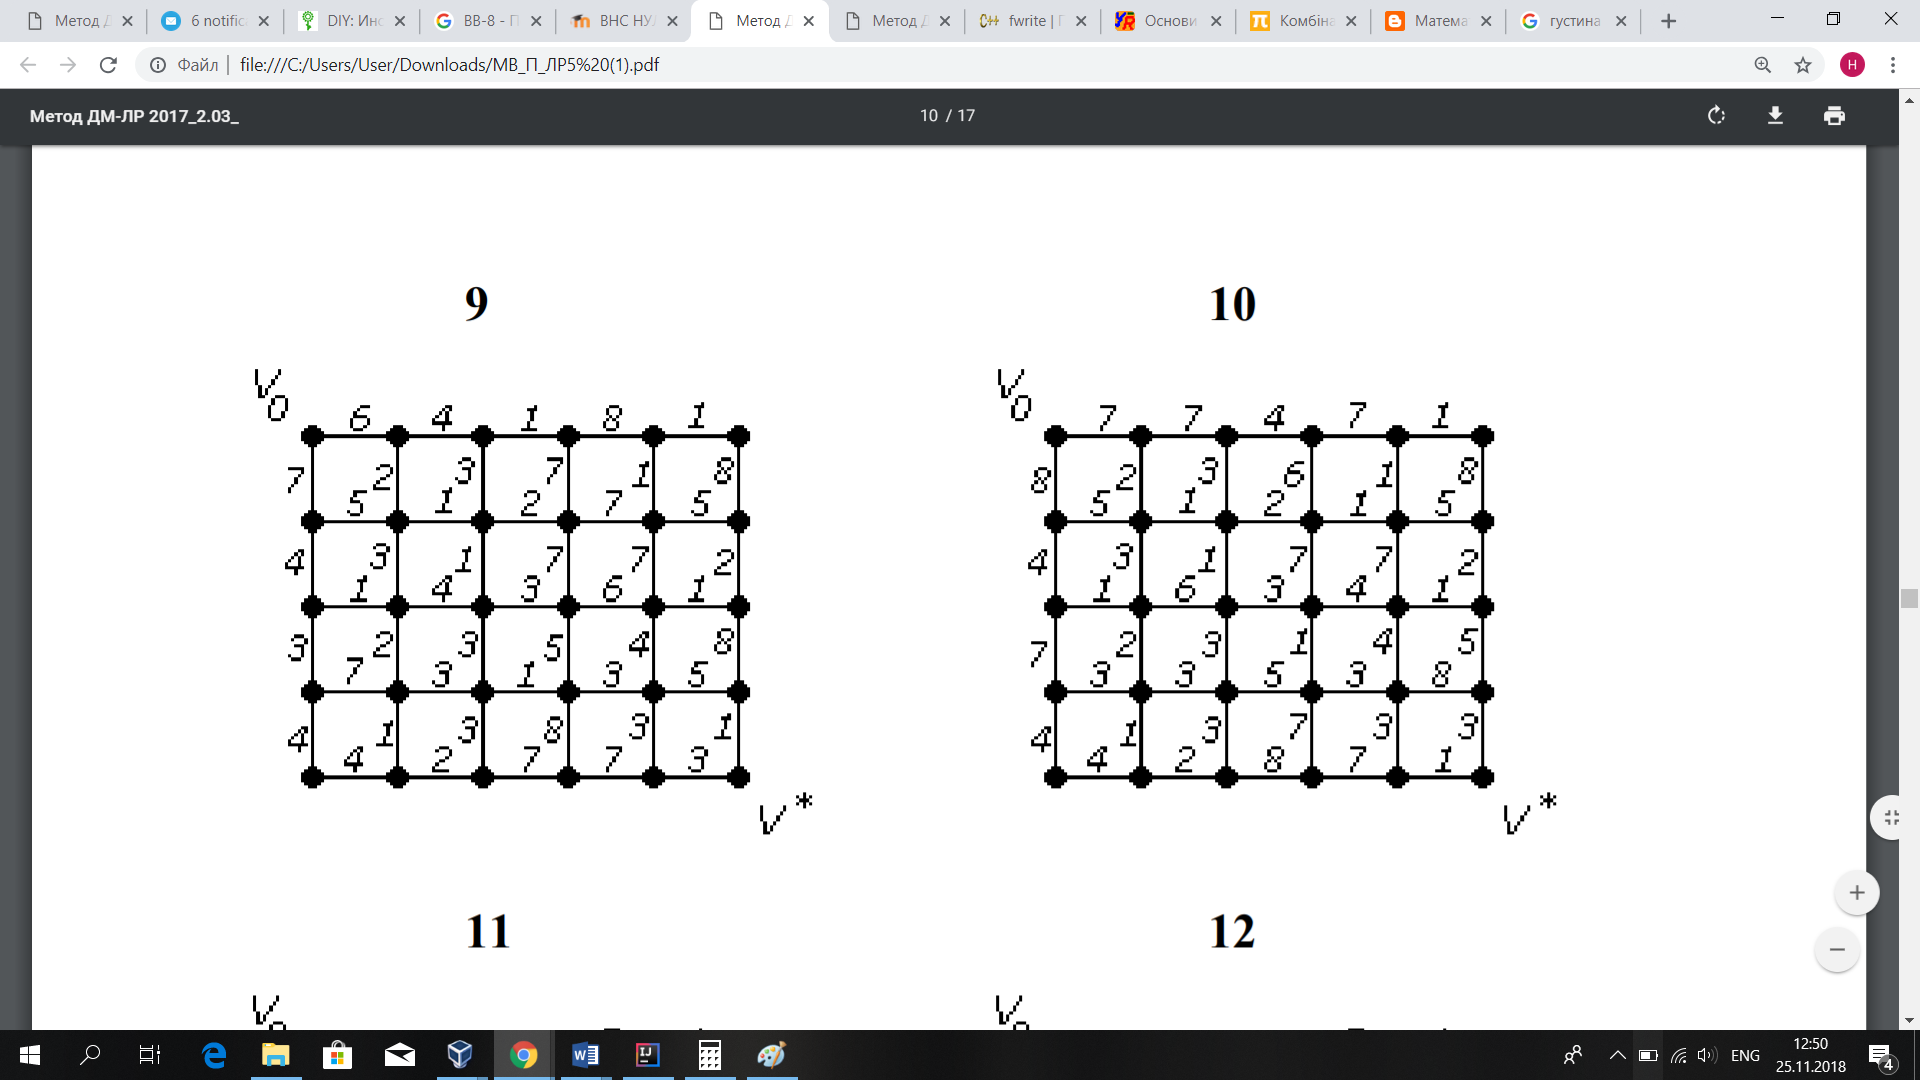 Метод Д
6 notific
DIY: Инс
ВВ-8 - П
ВНС НУ
Метод Д
Метод Д
fwrite | П
Основи
Комбіна
Матема
густина
Файл file:///C:/Users/User/Downloads/МВ_П_ЛР5%20(1).pdf
H
Метод ДМ-ЛР 2017_2.03_ 10 / 17
9
V0
6 4 1 8 1
7 2 3 7 1 8
5 1 2 7 5
4 3 1 7 7 2
1 4 3 6 1
3 2 3 5 4 8
7 3 1 3 5
4 1 3 8 3 1
4 2 7 7 3
V*
10
V0
7 7 4 7 1
8 2 3 6 1 8
5 1 2 1 5
4 3 1 7 7 2
1 6 3 4 1
7 2 3 1 4 5
3 3 5 3 8
4 1 3 7 3 3
4 2 8 7 1
V*
11
12
V0
V0
ENG
12:50
25.11.2018
4